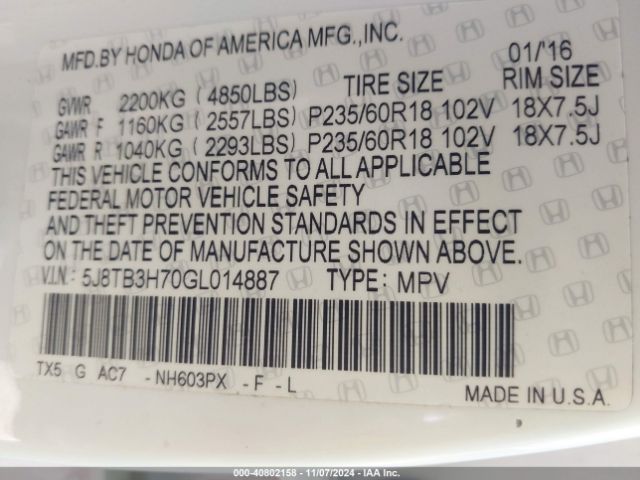 MFD.BY HONDA OF AMERICA MFG.,INC. 01/'16
GVWR 2200KG (4850LBS) TIRE SIZE RIM SIZE
GAWR F 1160KG (2557LBS) P235/60R18 102V 18X7.5J
GAWR R 1040KG (2293LBS) P235/60R18 102V 18X7.5J
THIS VEHICLE CONFORMS TO ALL APPLICABLE
FEDERAL MOTOR VEHICLE SAFETY
AND THEFT PREVENTION STANDARDS IN EFFECT
ON THE DATE OF MANUFACTURE SHOWN ABOVE.
V.I.N.: 5J8TB3H70GL014887 TYPE: MPV
TX5 G AC7 -NH603PX -F -L
MADE IN U.S.A.
000-40802158 - 11/07/2024 - IAA Inc.